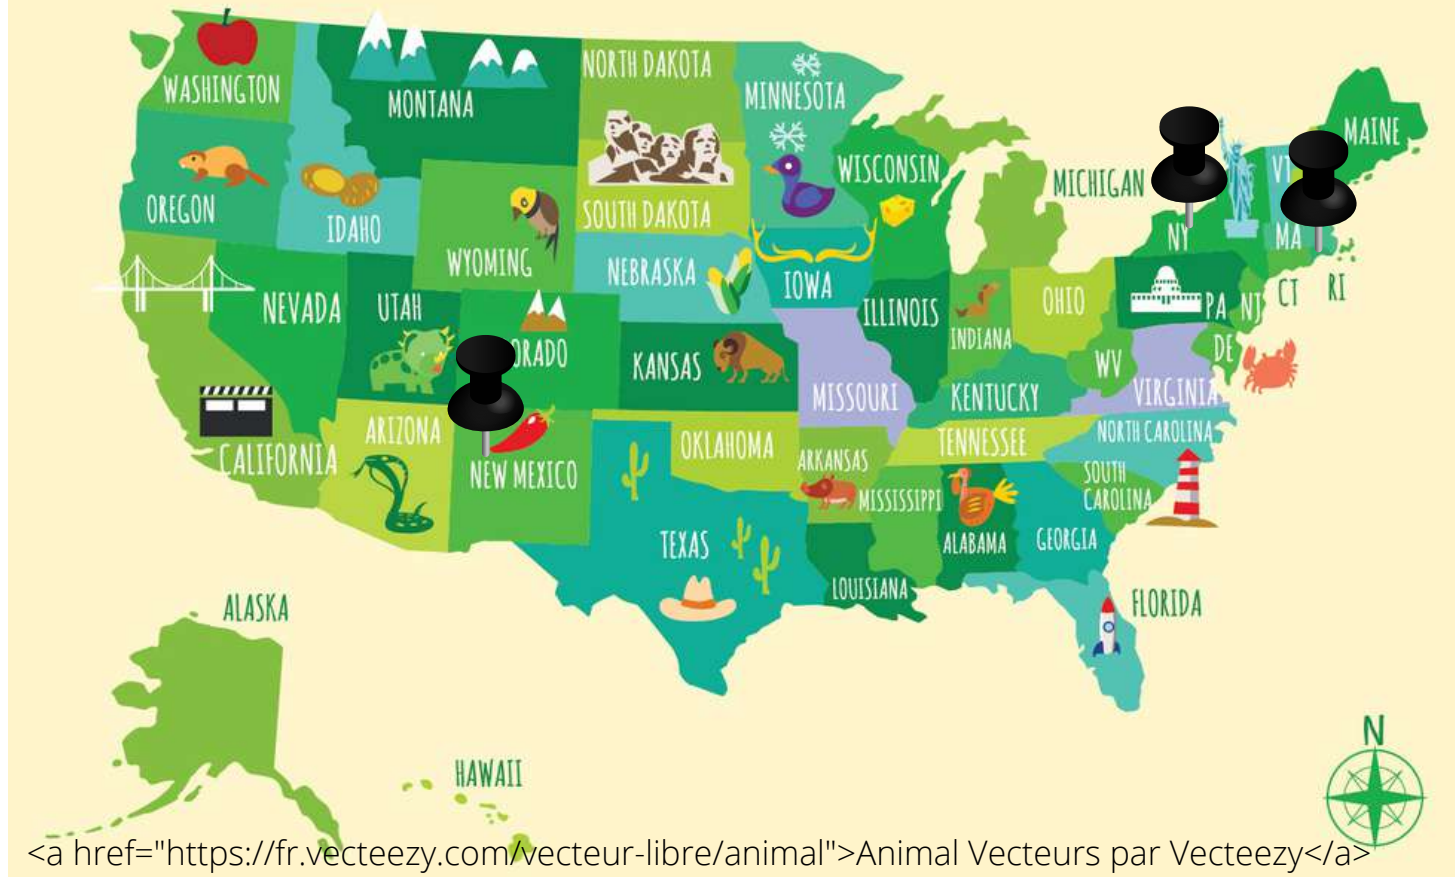 WASHINGTON
MONTANA
NORTH DAKOTA
MINNESOTA
MAINE
OREGON
IDAHO
WYOMING
SOUTH DAKOTA
WISCONSIN
MICHIGAN
VT
NY
MA
NEVADA
UTAH
ORADO
NEBRASKA
IOWA
ILLINOIS
INDIANA
OHIO
PA
NJ
CT
RI
KANSAS
MISSOURI
KENTUCKY
WV
VIRGINIA
DE
CALIFORNIA
ARIZONA
NEW MEXICO
OKLAHOMA
ARKANSAS
TENNESSEE
NORTH CAROLINA
SOUTH
CAROLINA
TEXAS
MISSISSIPPI
ALABAMA
GEORGIA
LOUISIANA
FLORIDA
ALASKA
HAWAII
N
<a href="https://fr.vecteezy.com/vecteur-libre/animal">Animal Vecteurs par Vecteezy</a>